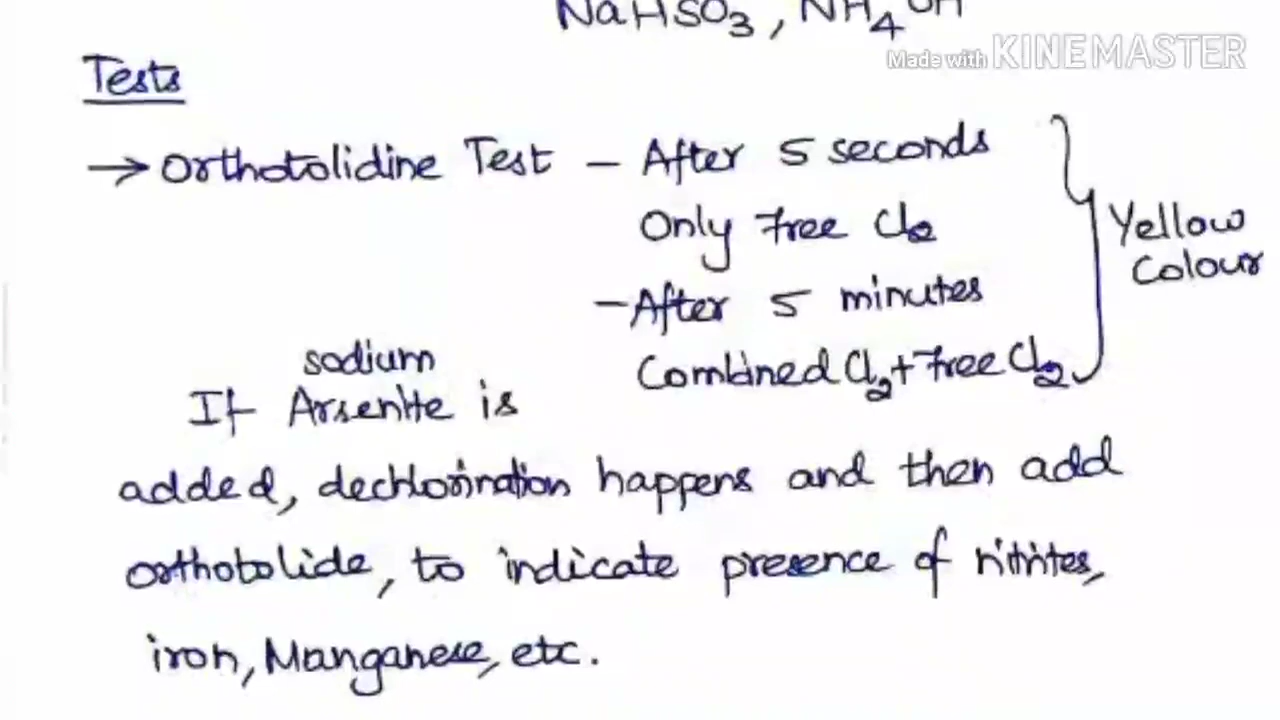 NaHSO3, NH4OH
Made with KINEMASTER
Tests
→ Orthotolidine Test – After 5 seconds
Only free Cl2
– After 5 minutes
Combined Cl2 + free Cl2
} Yellow
Colour
sodium
If Arsenite is
added, dechlorination happens and then add
orthotolide, to indicate presence of nitrites,
iron, Manganese, etc.